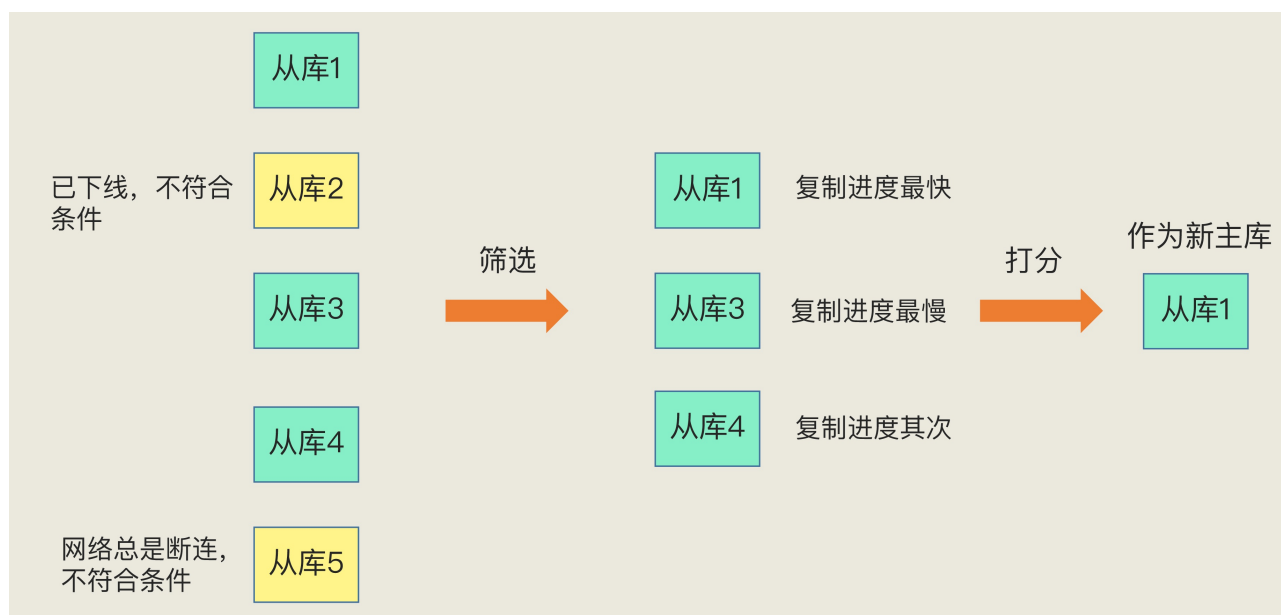 从库1
已下线，不符合
条件
从库2
从库3
从库4
网络总是断连，
不符合条件
从库5
筛选
从库1
复制进度最快
从库3
复制进度最慢
从库4
复制进度其次
打分
作为新主库
从库1